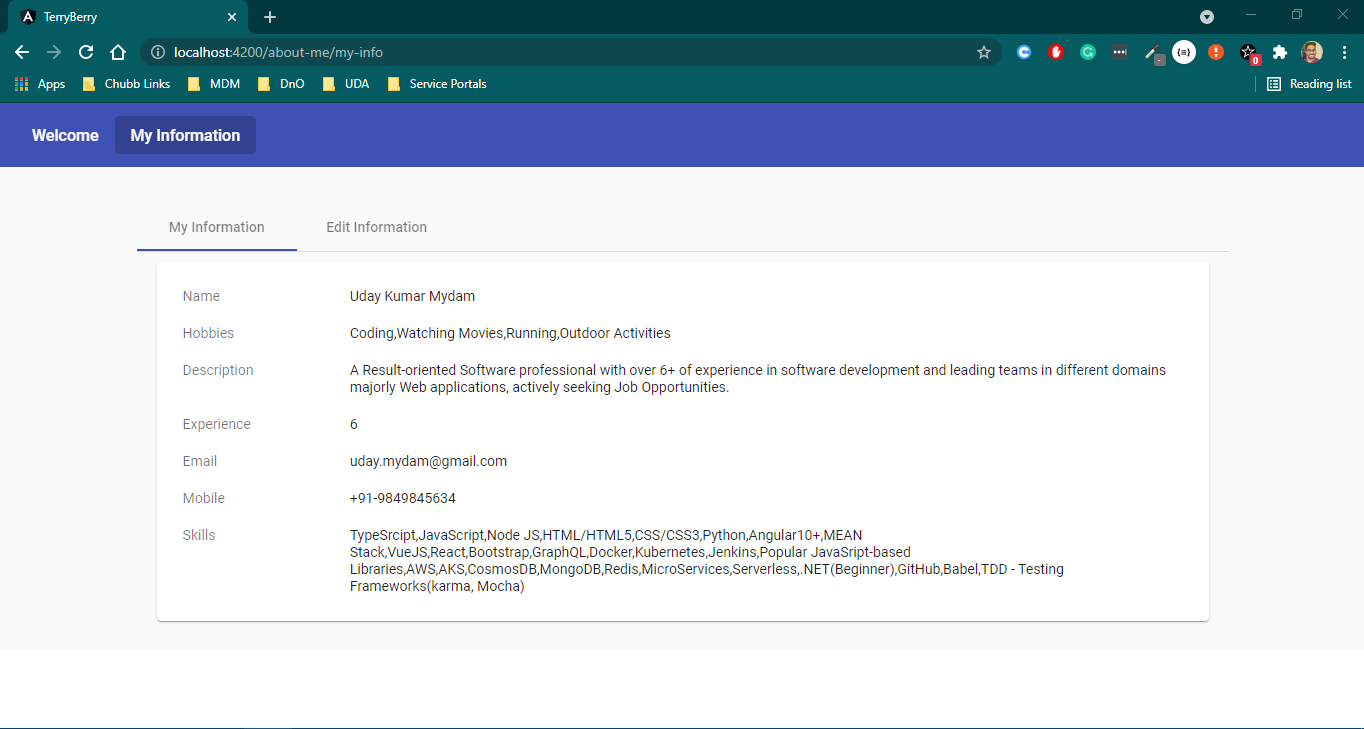 TerryBerry
localhost:4200/about-me/my-info
0
Apps Chubb Links MDM DnO UDA Service Portals Reading list
Welcome My Information
My Information Edit Information
Name Uday Kumar Mydam
Hobbies Coding,Watching Movies,Running,Outdoor Activities
Description A Result-oriented Software professional with over 6+ of experience in software development and leading teams in different domains
majorly Web applications, actively seeking Job Opportunities.
Experience 6
Email uday.mydam@gmail.com
Mobile +91-9849845634
Skills TypeSrcipt,JavaScript,Node JS,HTML/HTML5,CSS/CSS3,Python,Angular10+,MEAN
Stack,VueJS,React,Bootstrap,GraphQL,Docker,Kubernetes,Jenkins,Popular JavaSript-based
Libraries,AWS,AKS,CosmosDB,MongoDB,Redis,MicroServices,Serverless,.NET(Beginner),GitHub,Babel,TDD - Testing
Frameworks(karma, Mocha)